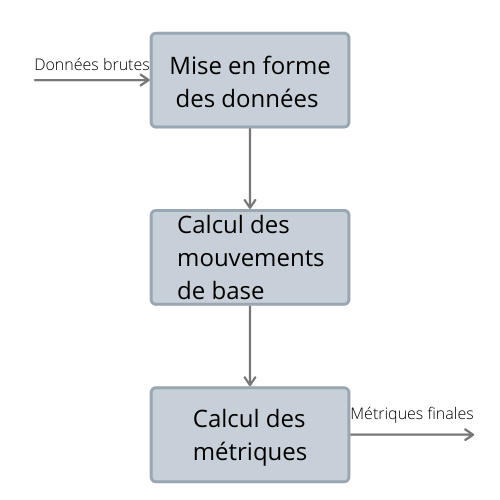 Données brutes
Mise en forme
des données
Calcul des
mouvements
de base
Calcul des
métriques
Métriques finales